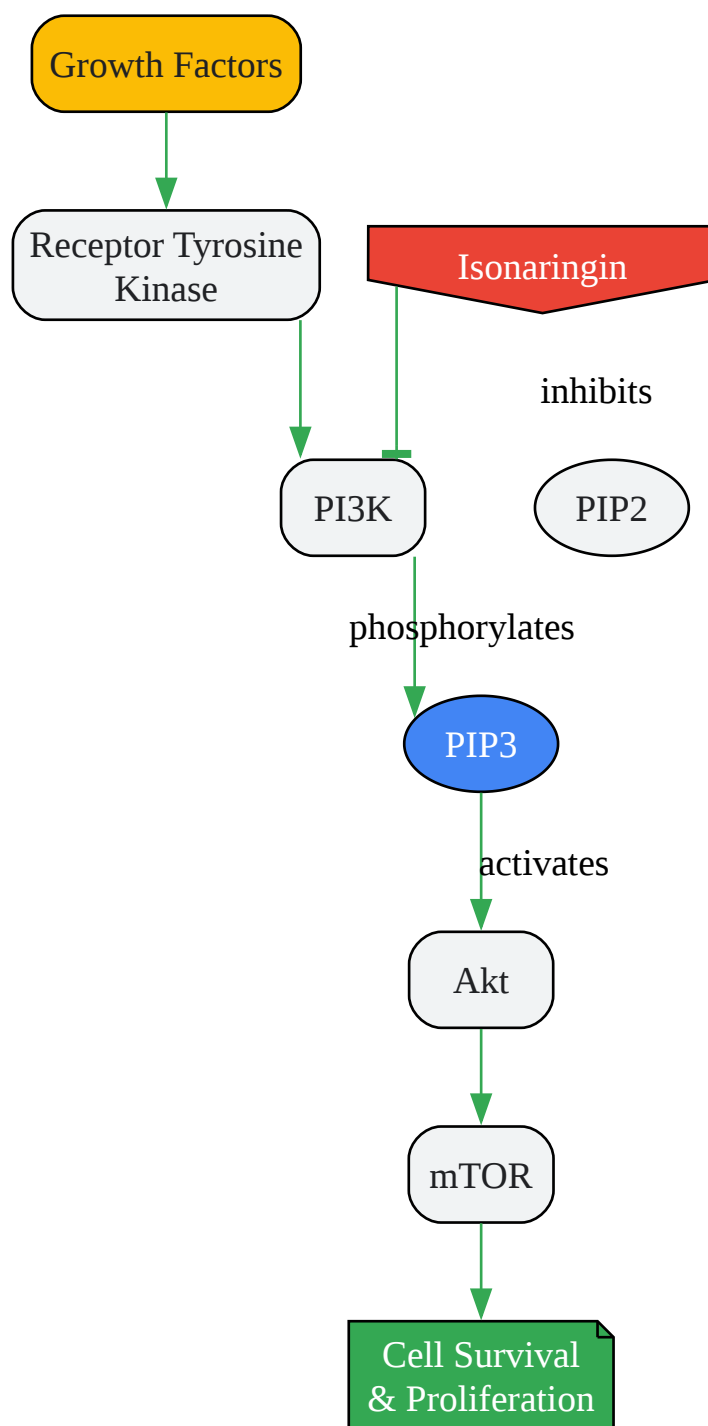 Growth Factors
Receptor Tyrosine
Kinase
Isonaringin
inhibits
PI3K
PIP2
phosphorylates
PIP3
activates
Akt
mTOR
Cell Survival
& Proliferation